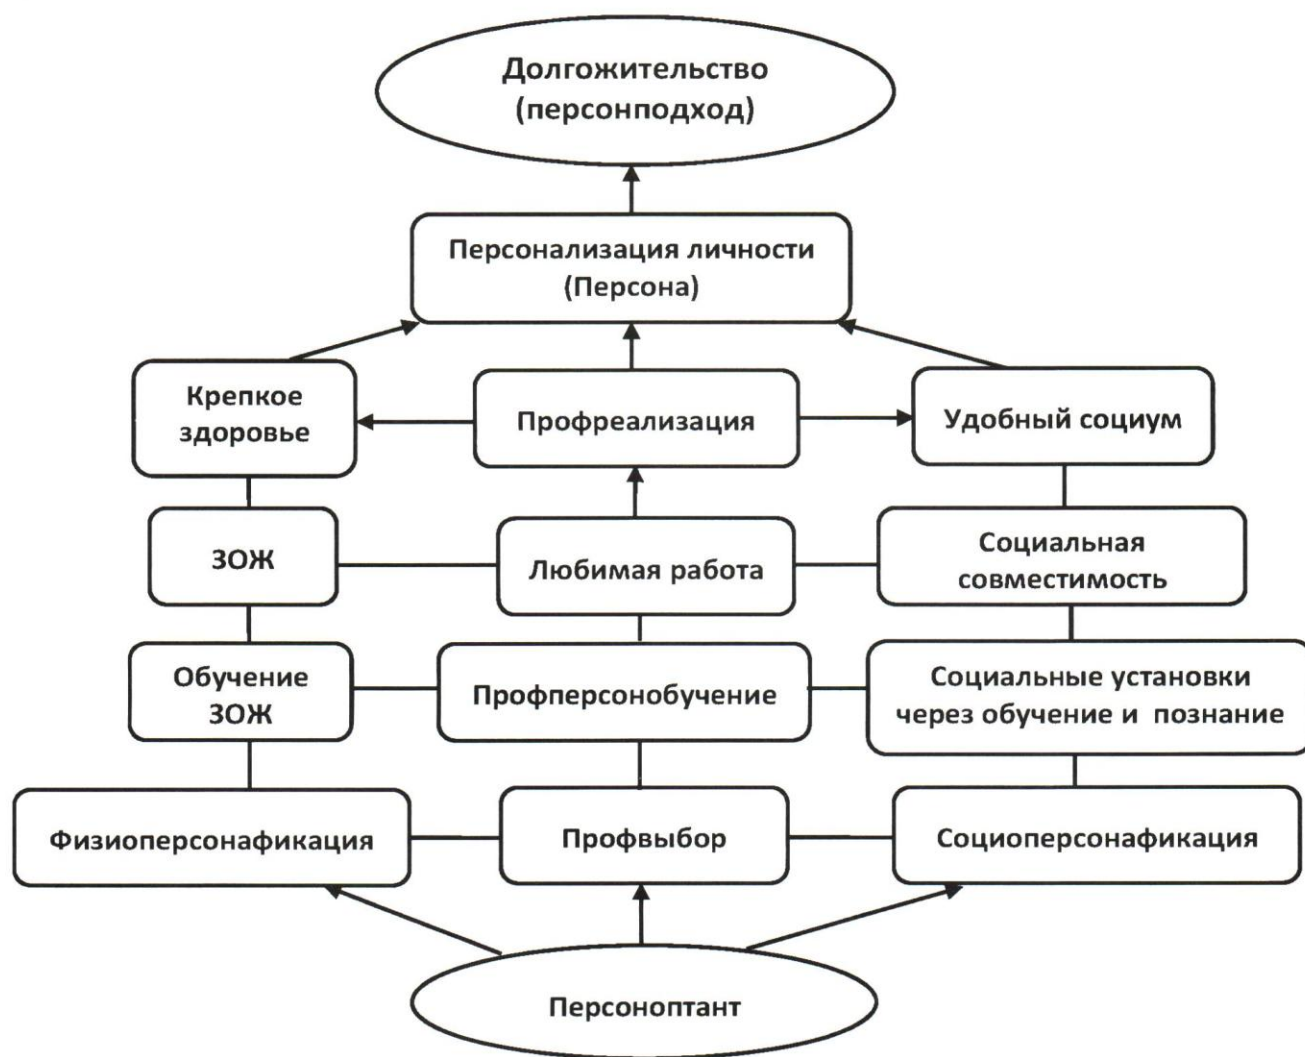 Долгожительство
(персонподход)
Персонализация личности
(Персона)
Крепкое
здоровье
Профреализация
Удобный социум
ЗОЖ
Любимая работа
Социальная
совместимость
Обучение
ЗОЖ
Профперсонобучение
Социальные установки
через обучение и познание
Физиоперсонафикация
Профвыбор
Социоперсонафикация
Персоноптант